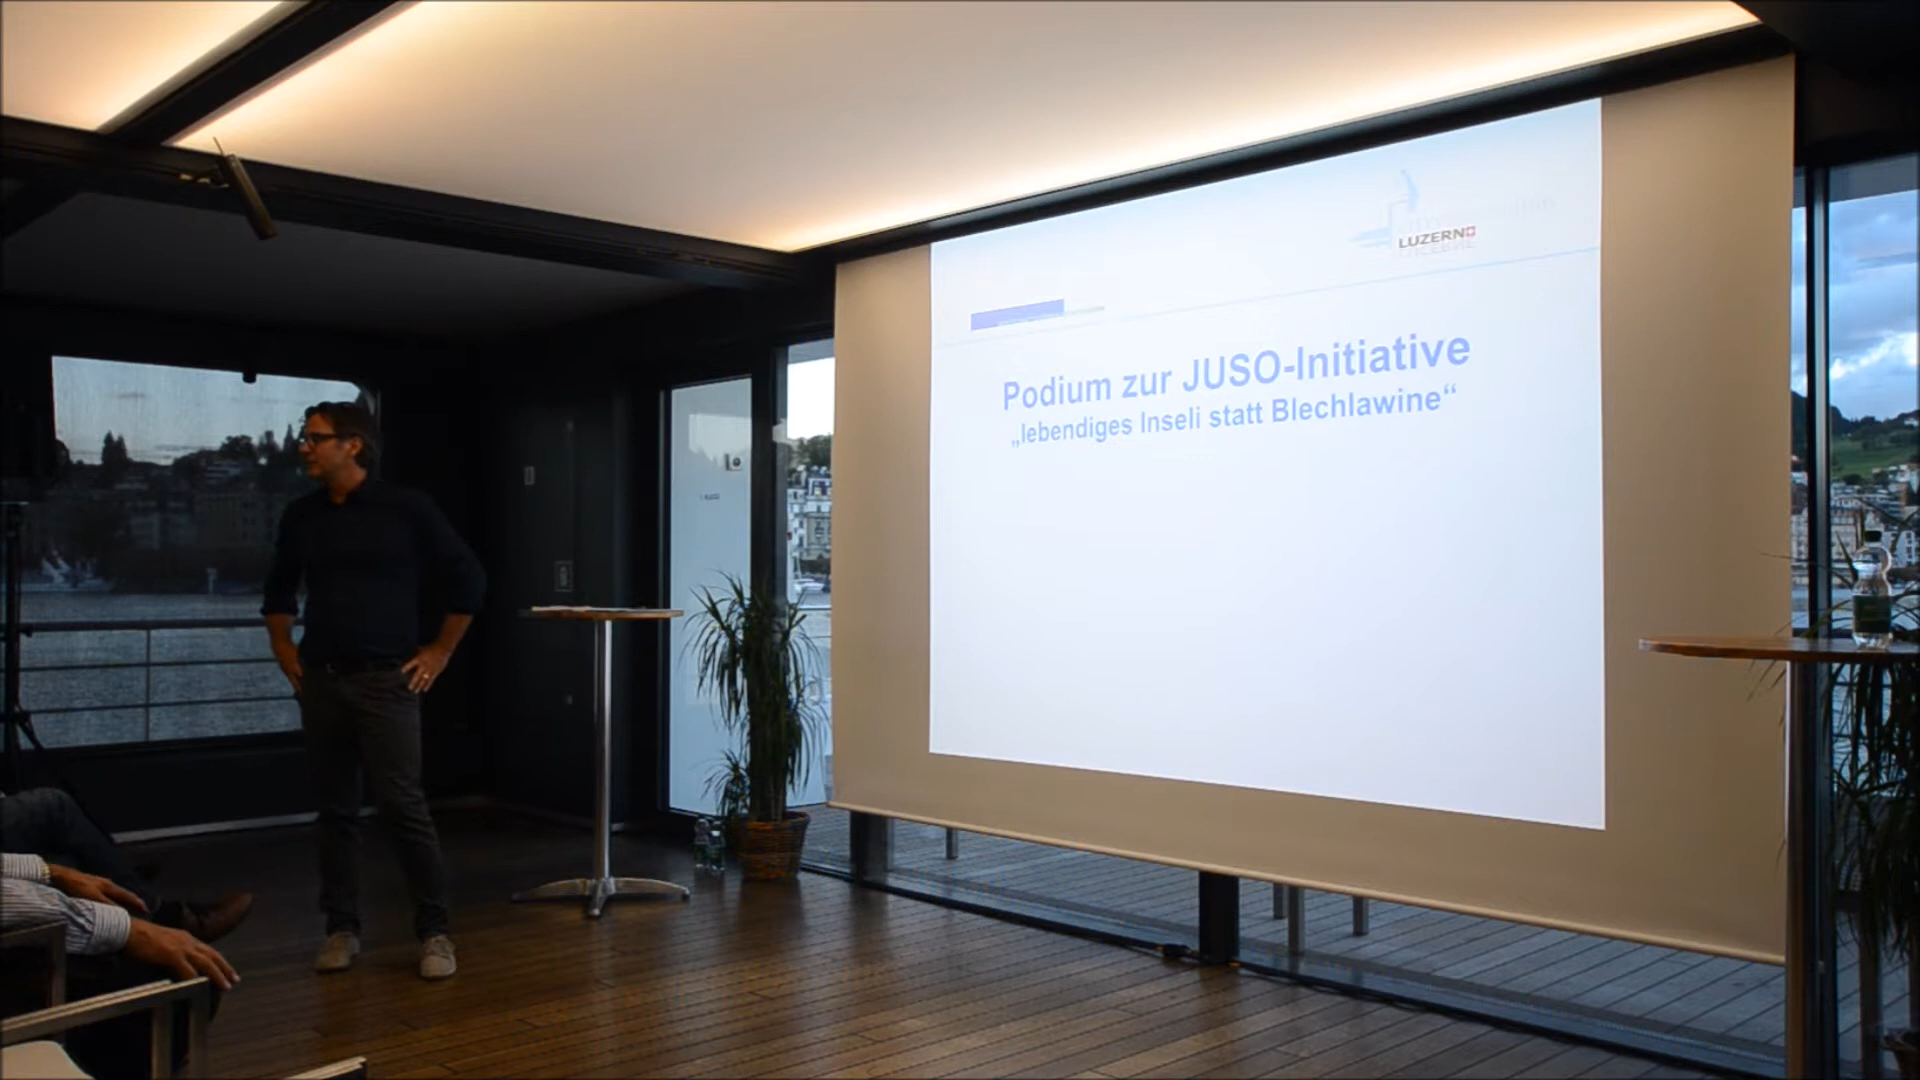 LUZERN
Podium zur JUSO-Initiative
„lebendiges Inseli statt Blechlawine“